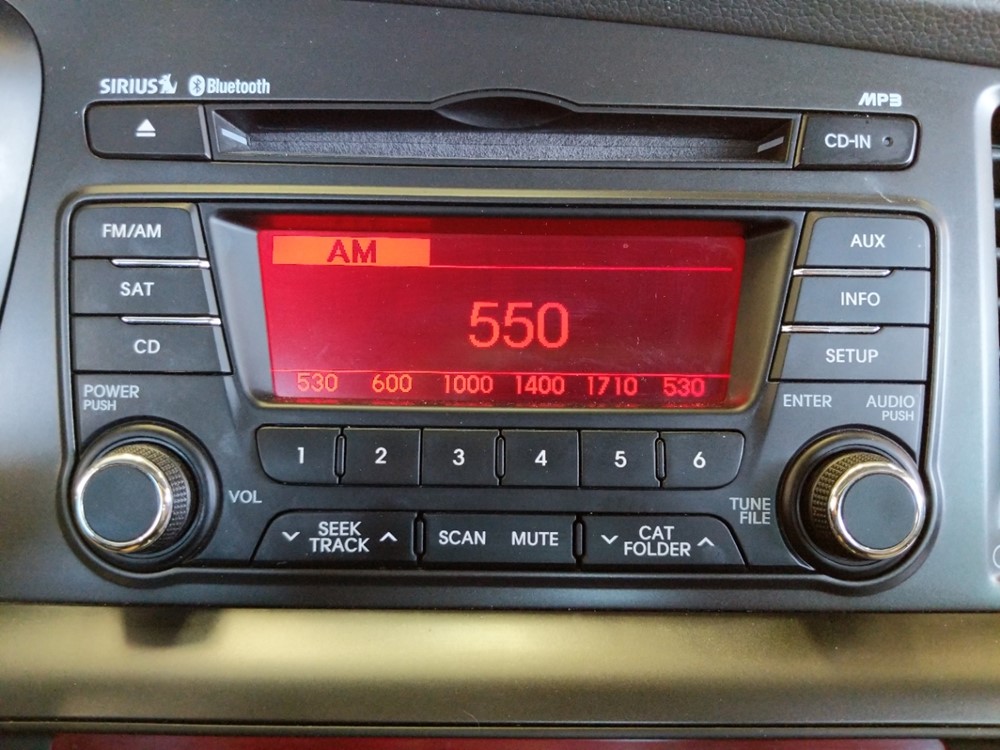 SIRIUS Bluetooth
MP3
CD-IN
FM/AM
SAT
CD
AM
550
530 600 1000 1400 1710 530
AUX
INFO
SETUP
POWER
PUSH
VOL
1 2 3 4 5 6
SEEK
TRACK
SCAN MUTE
CAT
FOLDER
ENTER
AUDIO
PUSH
TUNE
FILE